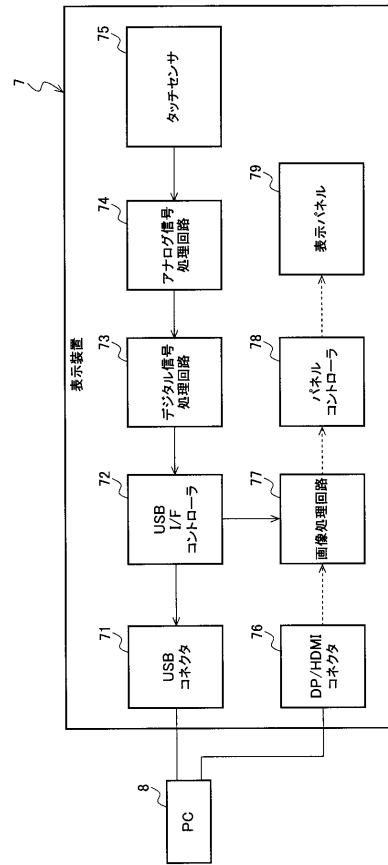 7
表示装置
8
PC
71
USB
コネクタ
72
USB
I/F
コントローラ
73
デジタル信号
処理回路
74
アナログ信号
処理回路
75
タッチセンサ
76
DP/HDMI
コネクタ
77
画像処理回路
78
パネル
コントローラ
79
表示パネル